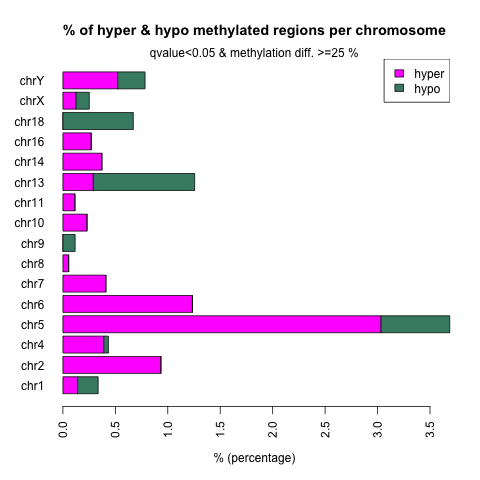 % of hyper & hypo methylated regions per chromosome
qvalue<0.05 & methylation diff. >=25 %
hyper
hypo
chrY
chrX
chr18
chr16
chr14
chr13
chr11
chr10
chr9
chr8
chr7
chr6
chr5
chr4
chr2
chr1
0.0 0.5 1.0 1.5 2.0 2.5 3.0 3.5
% (percentage)